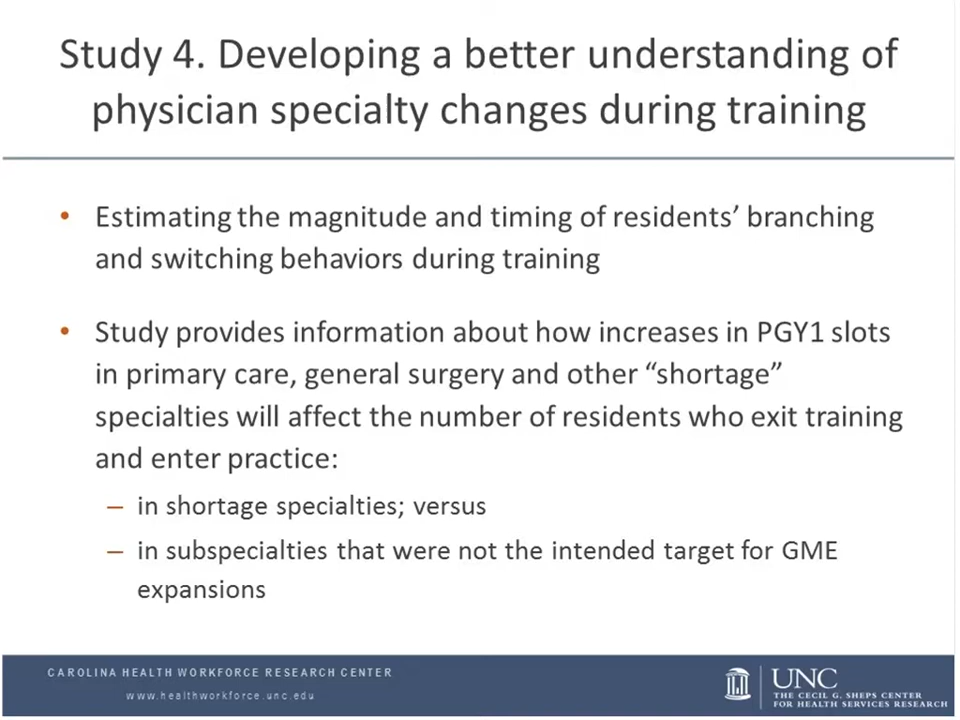 Study 4. Developing a better understanding of
physician specialty changes during training
• Estimating the magnitude and timing of residents’ branching
and switching behaviors during training
• Study provides information about how increases in PGY1 slots
in primary care, general surgery and other “shortage”
specialties will affect the number of residents who exit training
and enter practice:
– in shortage specialties; versus
– in subspecialties that were not the intended target for GME
expansions
CAROLINA HEALTH WORKFORCE RESEARCH CENTER
www.healthworkforce.unc.edu
UNC
THE CECIL G. SHEPS CENTER
FOR HEALTH SERVICES RESEARCH